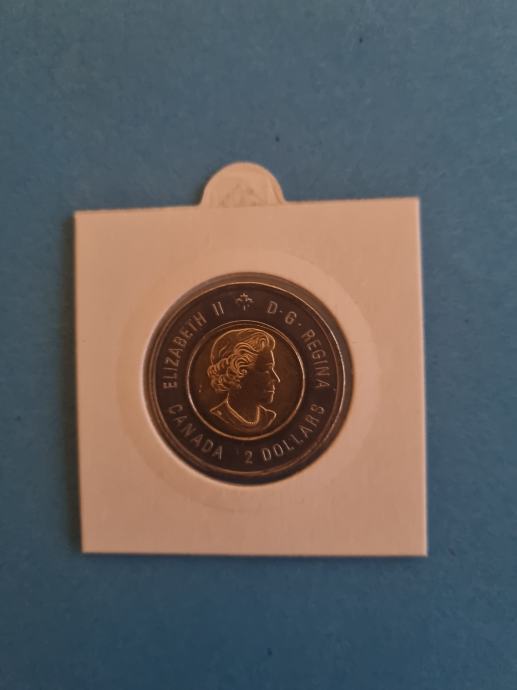 ELIZABETH II D·G·REGINA
CANADA 2 DOLLARS